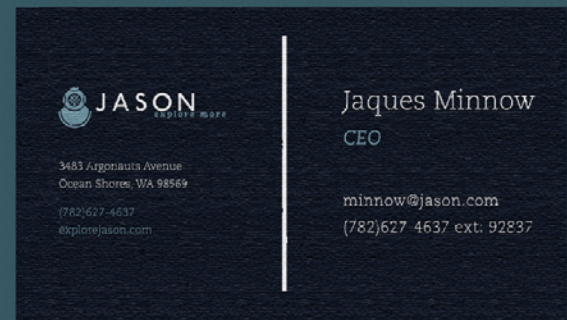 JASON
explore more
3483 Argonauts Avenue
Ocean Shores, WA 98569
(782)627-4637
explorejason.com
Jaques Minnow
CEO
minnow@jason.com
(782)627-4637 ext: 92837